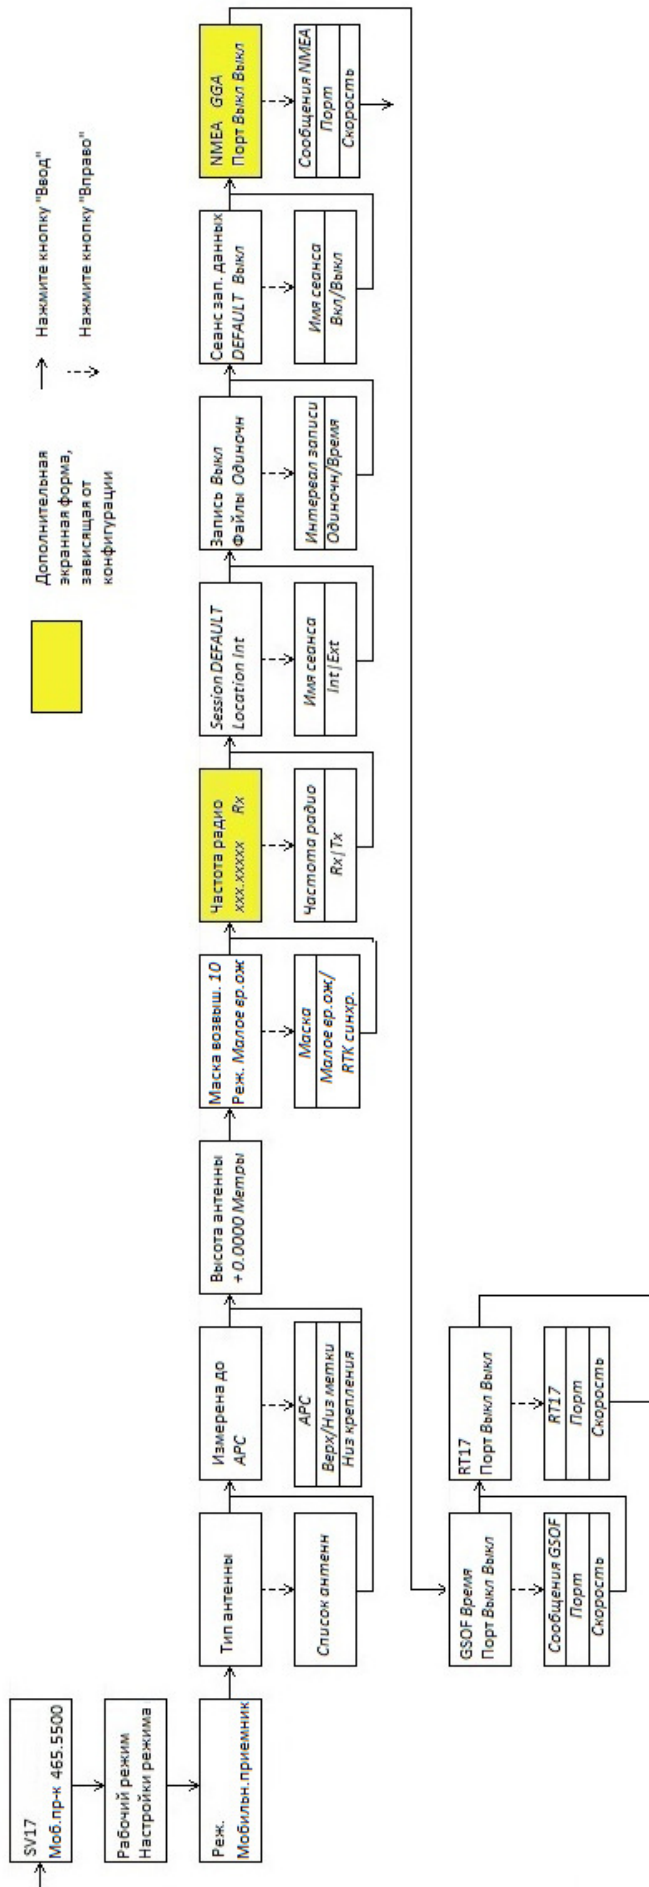 Дополнительная
экранная форма,
зависящая от
конфигурации
Нажмите кнопку "Ввод"
Нажмите кнопку "Вправо"
SV17
Моб.пр-к 465.5500
Рабочий режим
Настройки режима
Реж.
Мобильн.приемник
Тип антенны
Список антенн
Измерена до
APC
APC
Верх/Низ метки
Низ крепления
Высота антенны
+0.0000 Метры
Маска возвыш. 10
Реж. Малое вр.ож
Маска
Малое вр.ож/
RTK синхр.
Частота радио
xxx.xxxxx Rx
Частота радио
Rx|Tx
Session DEFAULT
Location Int
Имя сеанса
Int|Ext
Запись Выкл
Файлы Одиночн
Интервал записи
Одиночн/Время
Сеанс зап. данных
DEFAULT Выкл
Имя сеанса
Вкл/Выкл
NMEA GGA
Порт Выкл Выкл
Сообщения NMEA
Порт
Скорость
GSOF Время
Порт Выкл Выкл
Сообщения GSOF
Порт
Скорость
RT17
Порт Выкл Выкл
RT17
Порт
Скорость